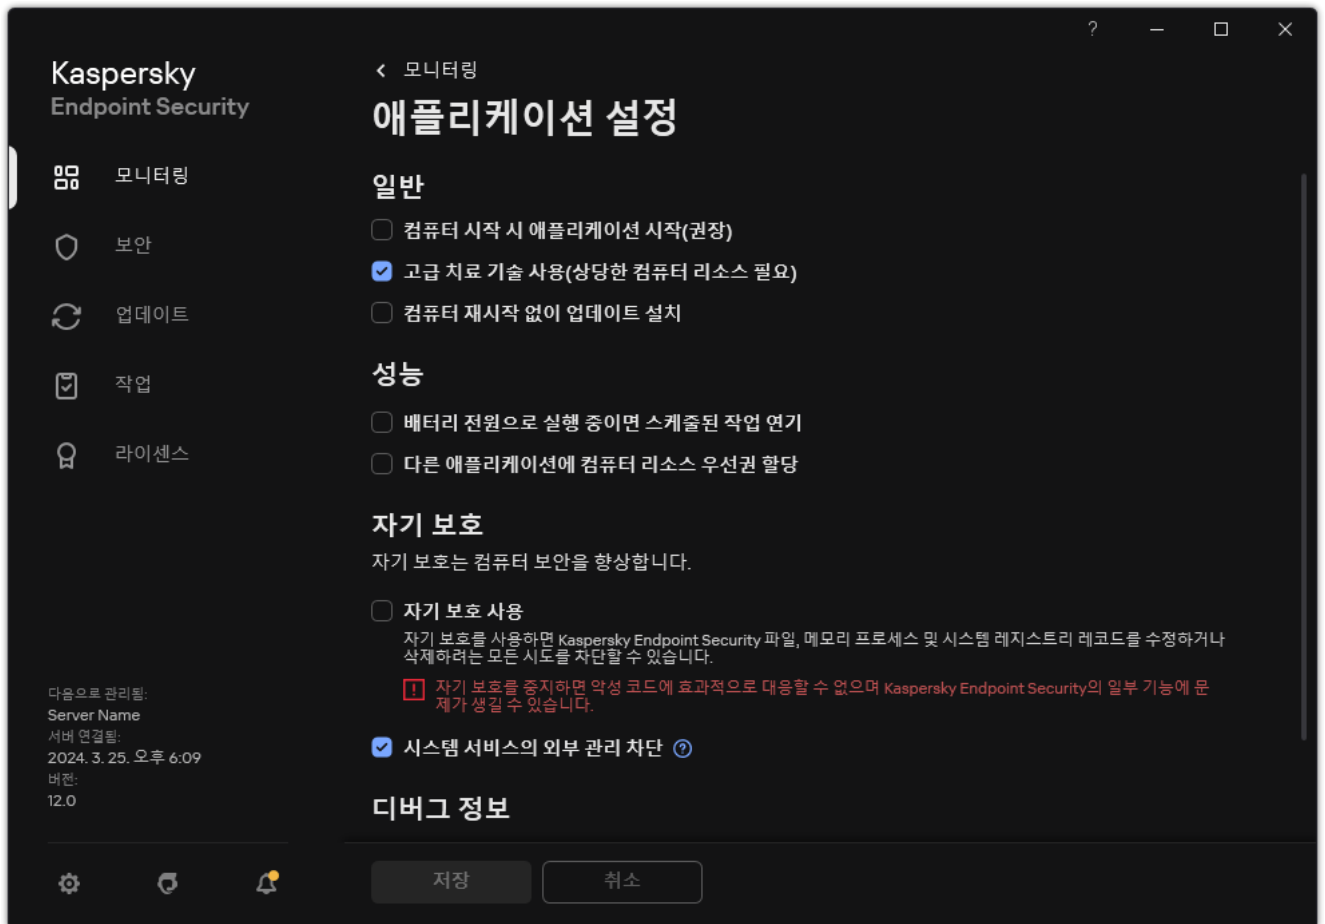 ?
Kaspersky
Endpoint Security
모니터링
보안
업데이트
작업
라이센스
다음으로 관리됨:
Server Name
서버 연결됨:
2024. 3. 25. 오후 6:09
버전:
12.0
모니터링
애플리케이션 설정
일반
컴퓨터 시작 시 애플리케이션 시작(권장)
고급 치료 기술 사용(상당한 컴퓨터 리소스 필요)
컴퓨터 재시작 없이 업데이트 설치
성능
배터리 전원으로 실행 중이면 스케줄된 작업 연기
다른 애플리케이션에 컴퓨터 리소스 우선권 할당
자기 보호
자기 보호는 컴퓨터 보안을 향상합니다.
자기 보호 사용
자기 보호를 사용하면 Kaspersky Endpoint Security 파일, 메모리 프로세스 및 시스템 레지스트리 레코드를 수정하거나
삭제하려는 모든 시도를 차단할 수 있습니다.
자기 보호를 중지하면 악성 코드에 효과적으로 대응할 수 없으며 Kaspersky Endpoint Security의 일부 기능에 문
제가 생길 수 있습니다.
시스템 서비스의 외부 관리 차단 ?
디버그 정보
저장
취소